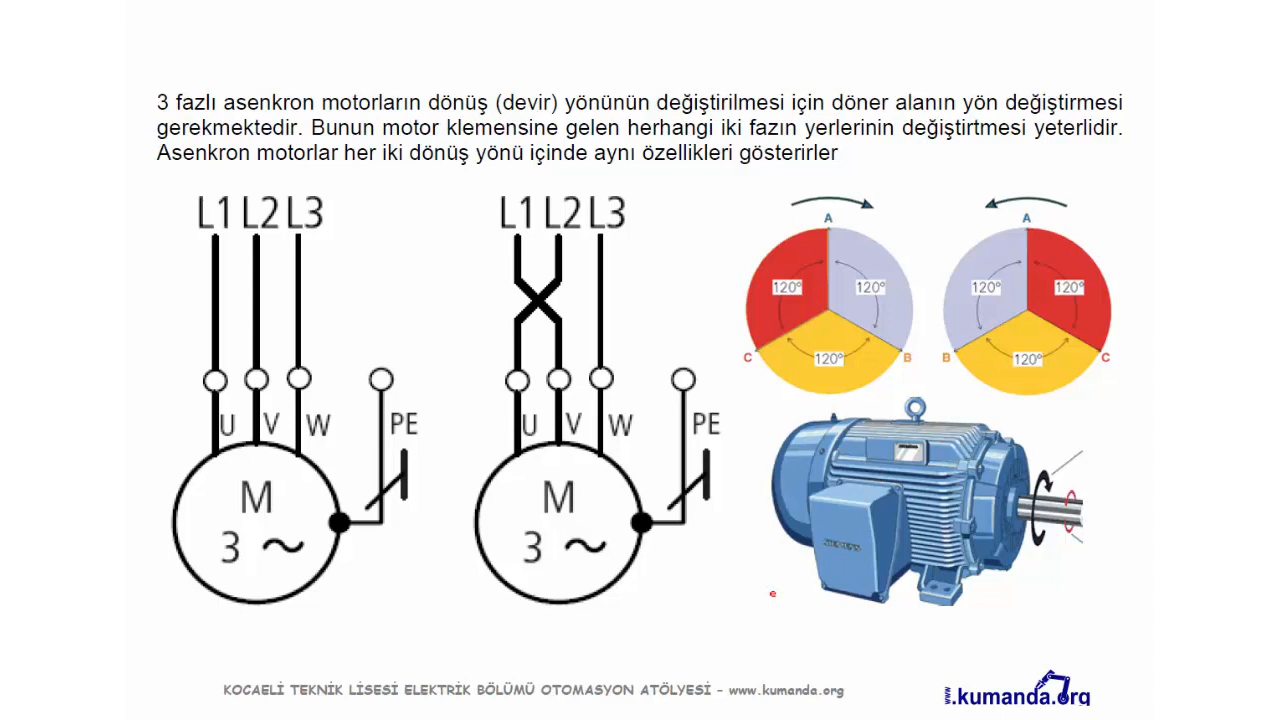 3 fazlı asenkron motorların dönüş (devir) yönünün değiştirilmesi için döner alanın yön değiştirmesi
gerekmektedir. Bunun motor klemensine gelen herhangi iki fazın yerlerinin değiştirtmesi yeterlidir.
Asenkron motorlar her iki dönüş yönü içinde aynı özellikleri gösterirler
L1 L2 L3
U V W PE
M
3 ~
L1 L2 L3
U V W PE
M
3 ~
A
120° 120°
C 120° B
A
120° 120°
B 120° C
SIEMENS
KOCAELİ TEKNİK LİSESİ ELEKTRİK BÖLÜMÜ OTOMASYON ATÖLYESİ - www.kumanda.org
www.kumanda.org